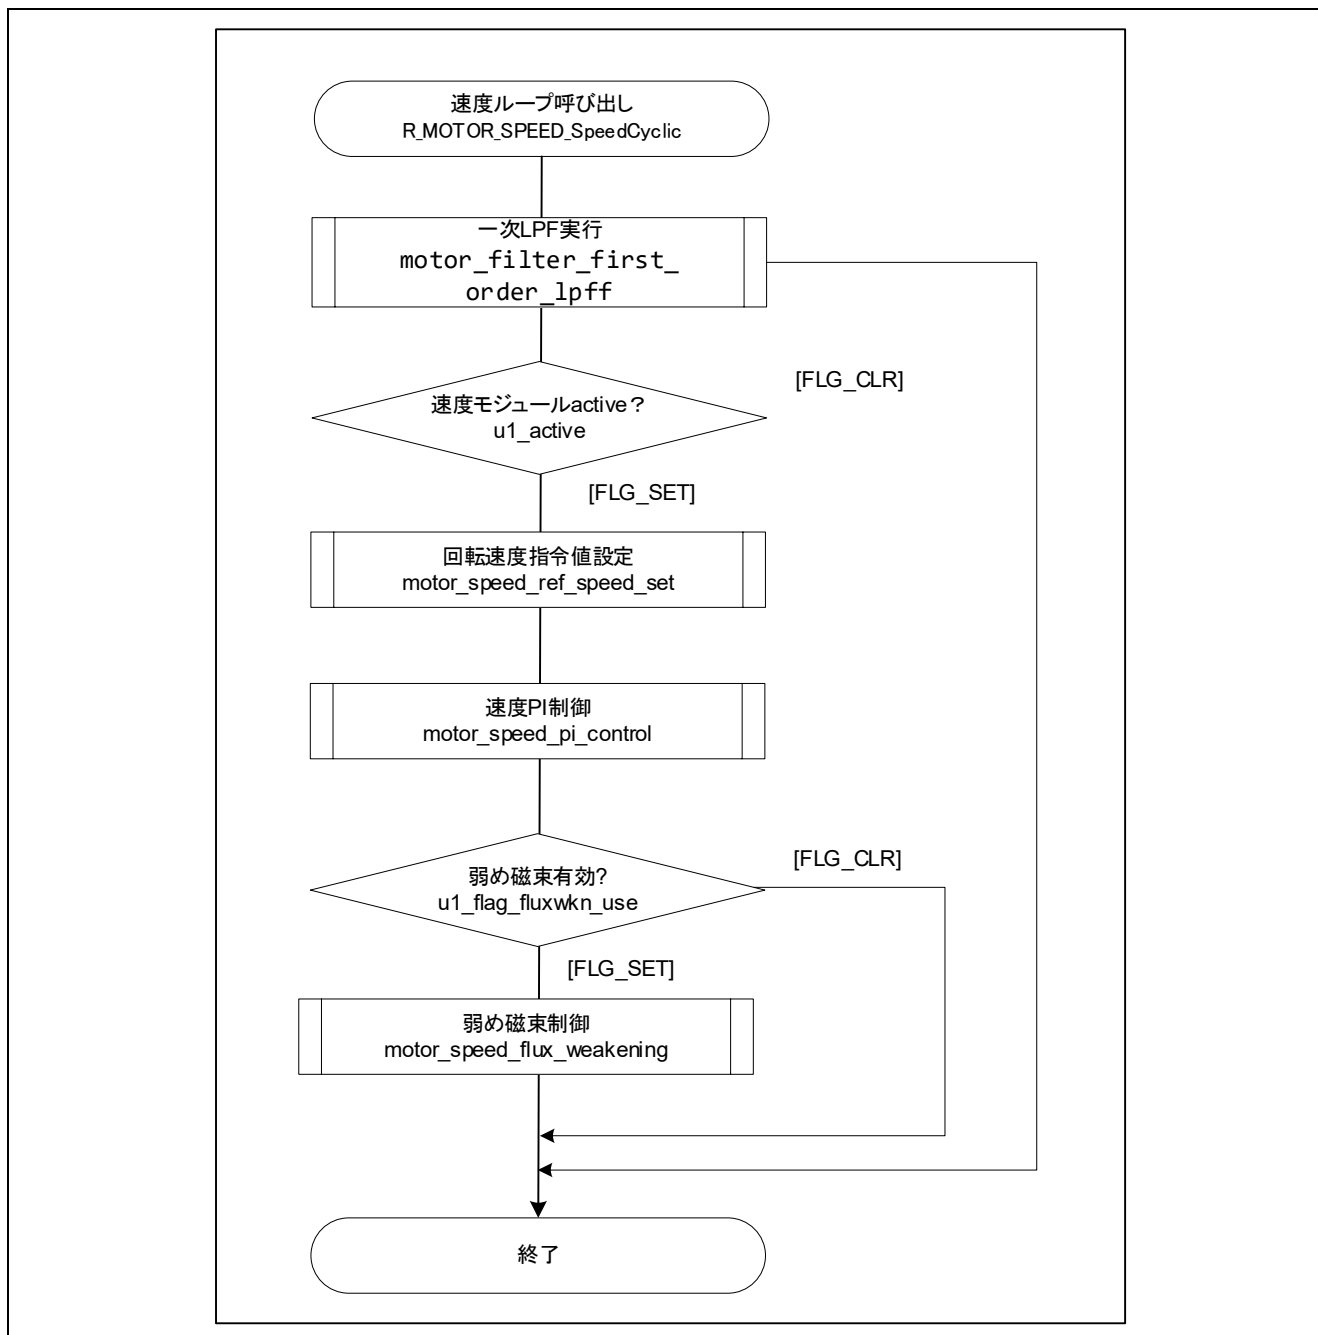 速度ループ呼び出し
R_MOTOR_SPEED_SpeedCyclic
一次LPF実行
motor_filter_first_
order_lpff
[FLG_CLR]
速度モジュールactive？
u1_active
[FLG_SET]
回転速度指令値設定
motor_speed_ref_speed_set
速度PI制御
motor_speed_pi_control
[FLG_CLR]
弱め磁束有効?
u1_flag_fluxwkn_use
[FLG_SET]
弱め磁束制御
motor_speed_flux_weakening
終了